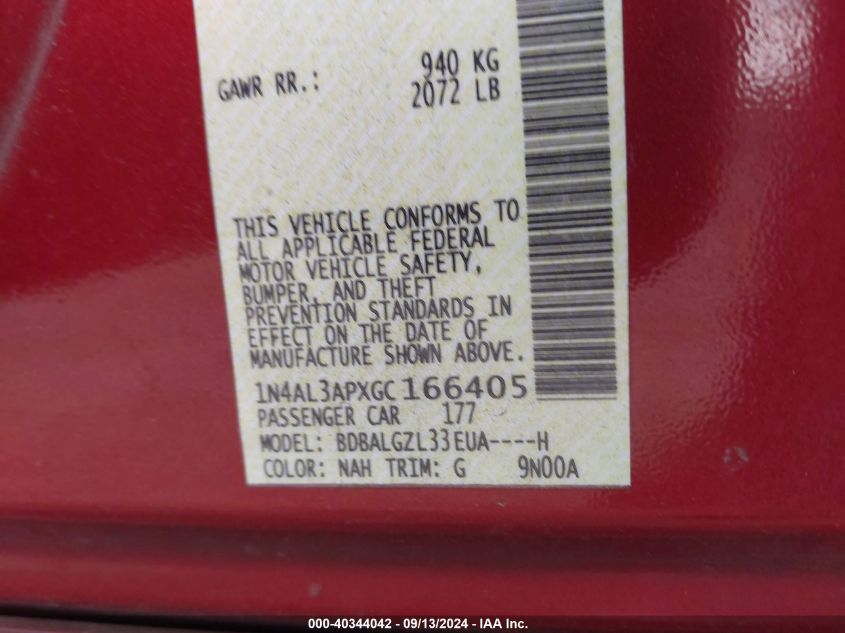 GAWR RR.: 940 KG
2072 LB
THIS VEHICLE CONFORMS TO
ALL APPLICABLE FEDERAL
MOTOR VEHICLE SAFETY,
BUMPER, AND THEFT
PREVENTION STANDARDS IN
EFFECT ON THE DATE OF
MANUFACTURE SHOWN ABOVE.
1N4AL3APXGC166405
PASSENGER CAR 177
MODEL: BDBALGZL33EUA----H
COLOR: NAH TRIM: G 9N00A
000-40344042 - 09/13/2024 - IAA Inc.